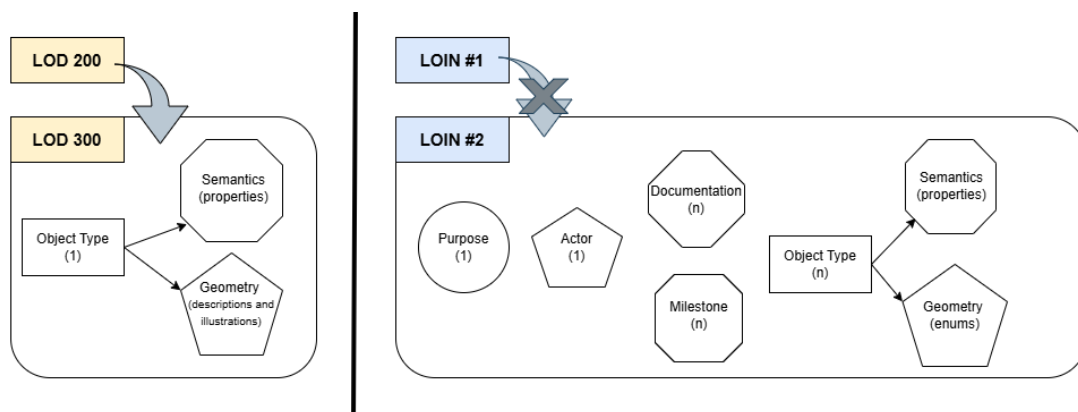 LOD 200
LOD 300
Semantics
(properties)
Object Type
(1)
Geometry
(descriptions and
illustrations)
LOIN #1
LOIN #2
Purpose
(1)
Actor
(1)
Documentation
(n)
Milestone
(n)
Object Type
(n)
Semantics
(properties)
Geometry
(enums)